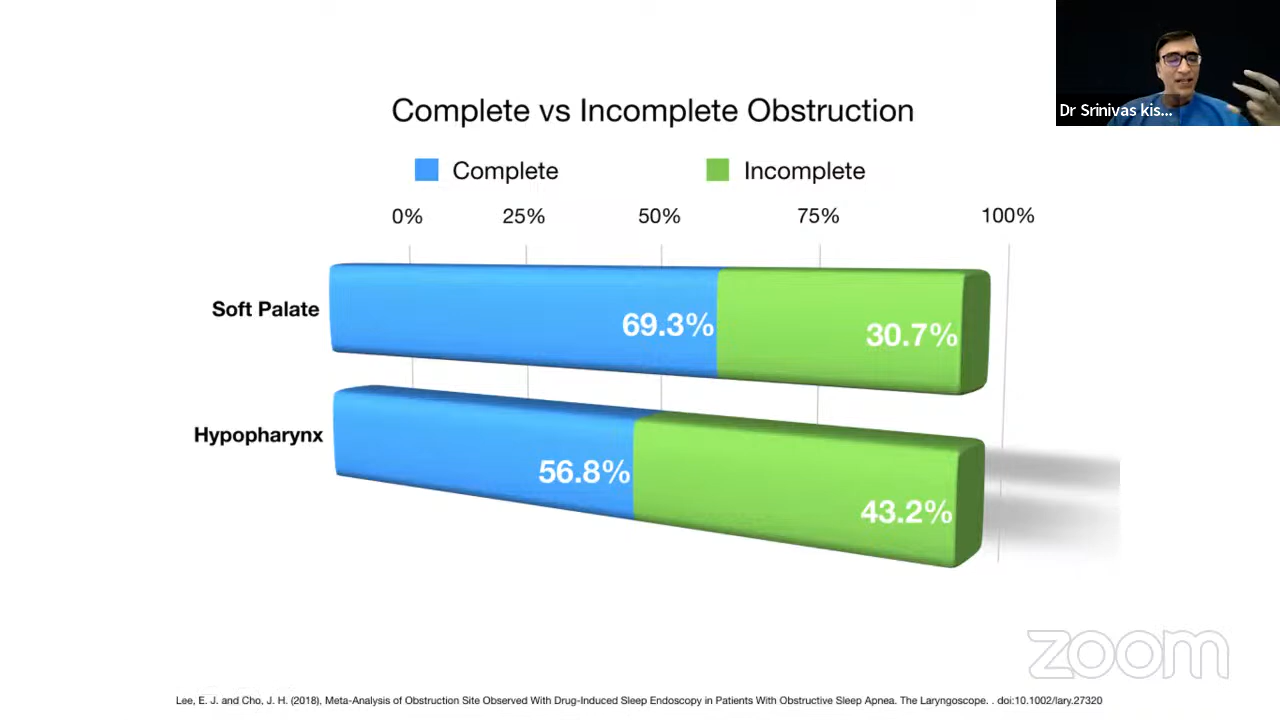 Dr Srinivas kis...
Complete vs Incomplete Obstruction
Complete Incomplete
0% 25% 50% 75% 100%
Soft Palate 69.3% 30.7%
Hypopharynx 56.8% 43.2%
zoom
Lee, E. J. and Cho, J. H. (2018), Meta-Analysis of Obstruction Site Observed With Drug-Induced Sleep Endoscopy in Patients With Obstructive Sleep Apnea. The Laryngoscope. . doi:10.1002/lary.27320